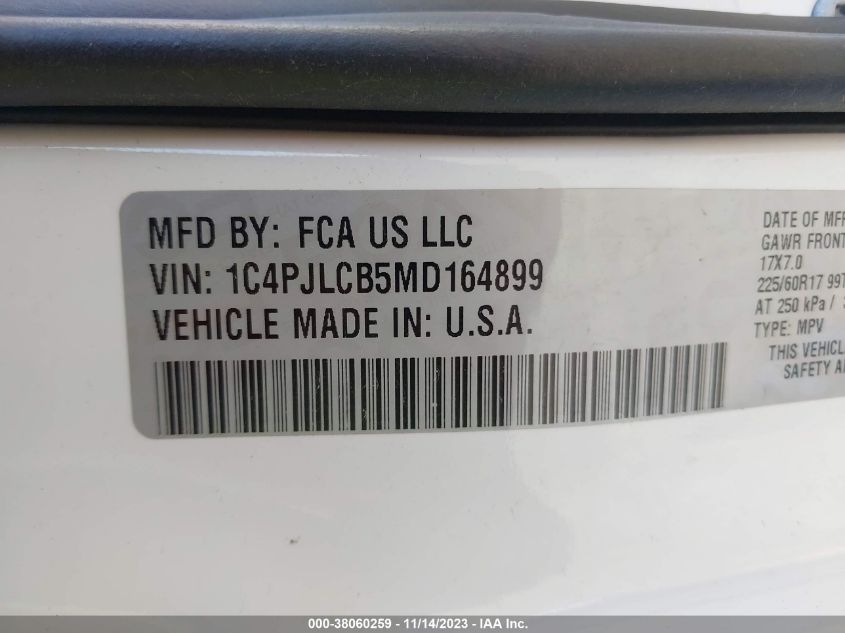 MFD BY: FCA US LLC
VIN: 1C4PJLCB5MD164899
VEHICLE MADE IN: U.S.A.
DATE OF MFR
GAWR FRONT
17X7.0
225/60R17 99T
AT 250 kPa /
TYPE: MPV
THIS VEHICL
SAFETY
000-38060259 - 11/14/2023 - IAA Inc.